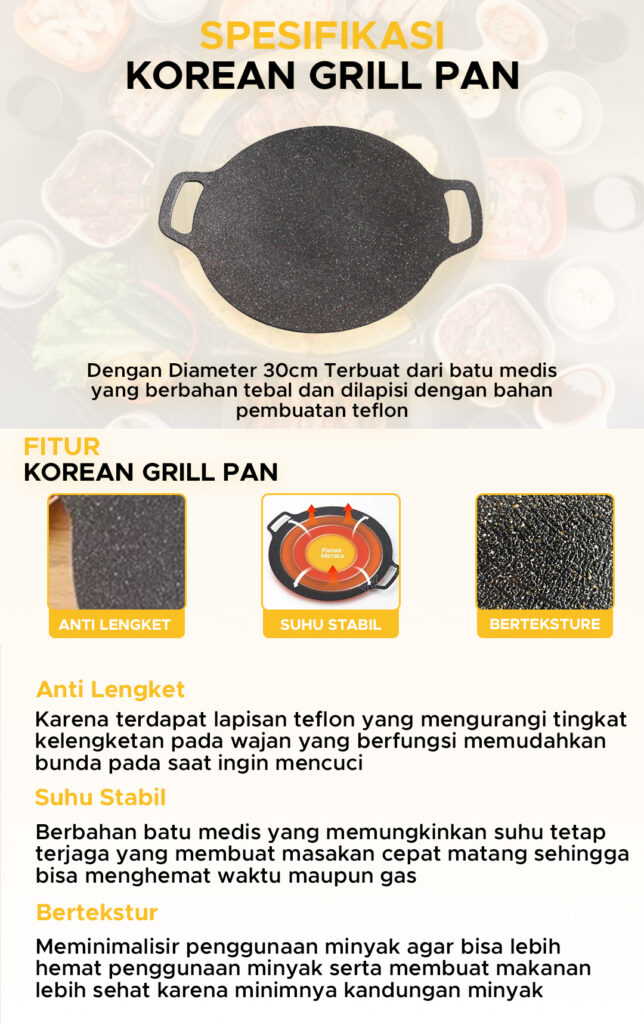 SPESIFIKASI
KOREAN GRILL PAN
Dengan Diameter 30cm Terbuat dari batu medis
yang berbahan tebal dan dilapisi dengan bahan
pembuatan teflon
FITUR
KOREAN GRILL PAN
Panas
Merata
ANTI LENGKET
SUHU STABIL
BERTEKSTURE
Anti Lengket
Karena terdapat lapisan teflon yang mengurangi tingkat
kelengketan pada wajan yang berfungsi memudahkan
bunda pada saat ingin mencuci
Suhu Stabil
Berbahan batu medis yang memungkinkan suhu tetap
terjaga yang membuat masakan cepat matang sehingga
bisa menghemat waktu maupun gas
Bertekstur
Meminimalisir penggunaan minyak agar bisa lebih
hemat penggunaan minyak serta membuat makanan
lebih sehat karena minimnya kandungan minyak